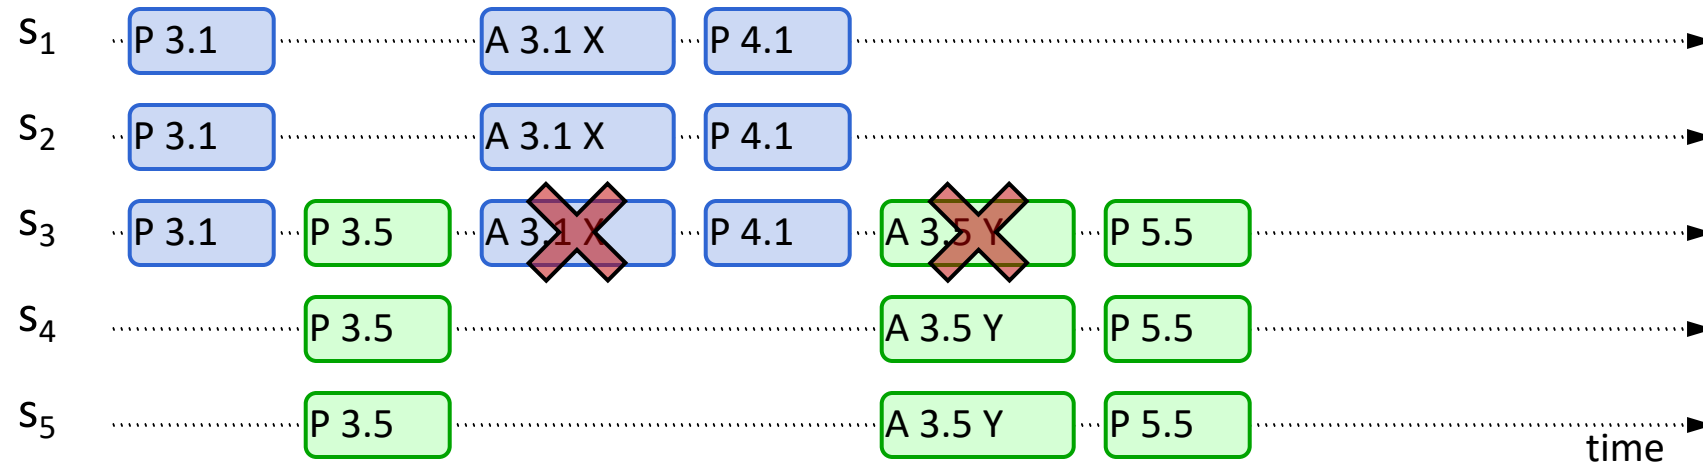 s1 P 3.1 A 3.1 X P 4.1
s2 P 3.1 A 3.1 X P 4.1
s3 P 3.1 P 3.5 A 3.1 X P 4.1 A 3.5 Y P 5.5
s4 P 3.5 A 3.5 Y P 5.5
s5 P 3.5 A 3.5 Y P 5.5
time